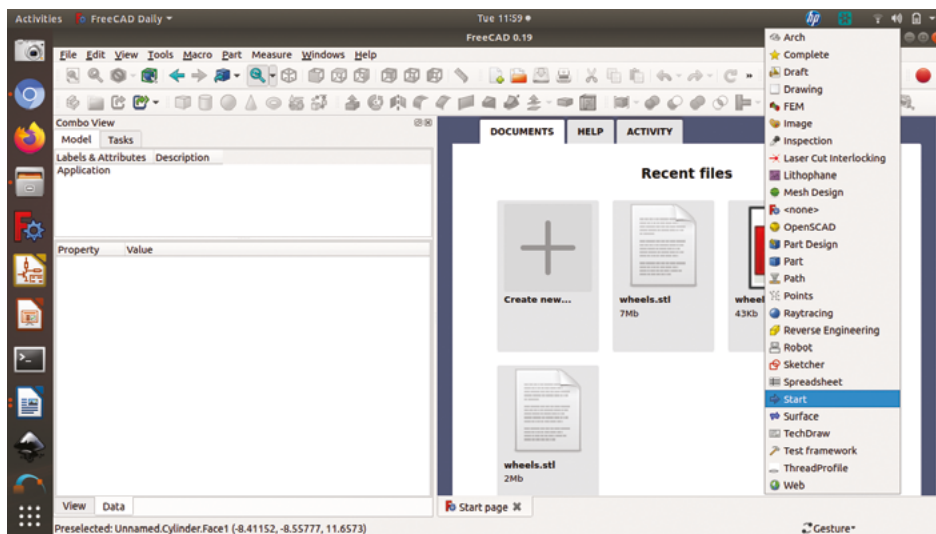 Activities
FreeCAD Daily
Tue 11:59
FreeCAD 0.19
File Edit View Tools Macro Part Measure Windows Help
Combo View
Model Tasks
Labels & Attributes Description
Application
Property Value
View Data
Preselected: Unnamed.Cylinder.Face1 (-8.41152, -8.55777, 11.6573)
DOCUMENTS HELP ACTIVITY
Recent files
Create new...
wheels.stl
7Mb
wheel
43Kb
wheels.stl
2Mb
Start page
Arch
Complete
Draft
Drawing
FEM
Image
Inspection
Laser Cut Interlocking
Lithophane
Mesh Design
<none>
OpenSCAD
Part Design
Part
Path
Points
Raytracing
Reverse Engineering
Robot
Sketcher
Spreadsheet
Start
Surface
TechDraw
Test framework
ThreadProfile
Web
Gesture